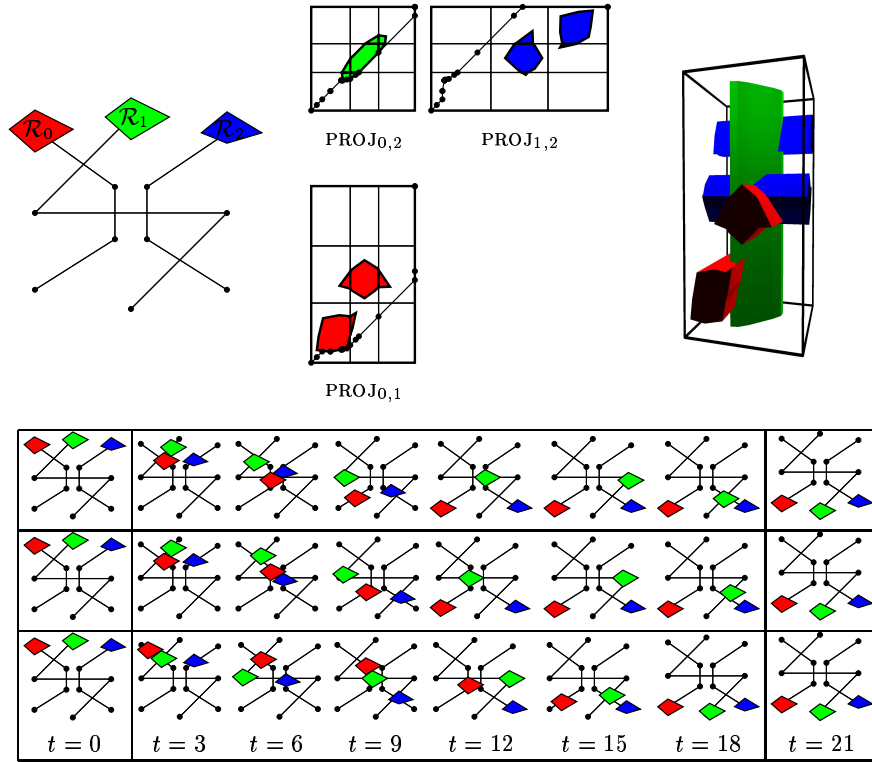 R₀ R₁ R₂
PROJ₀,₂ PROJ₁,₂
PROJ₀,₁
t = 0 t = 3 t = 6 t = 9 t = 12 t = 15 t = 18 t = 21